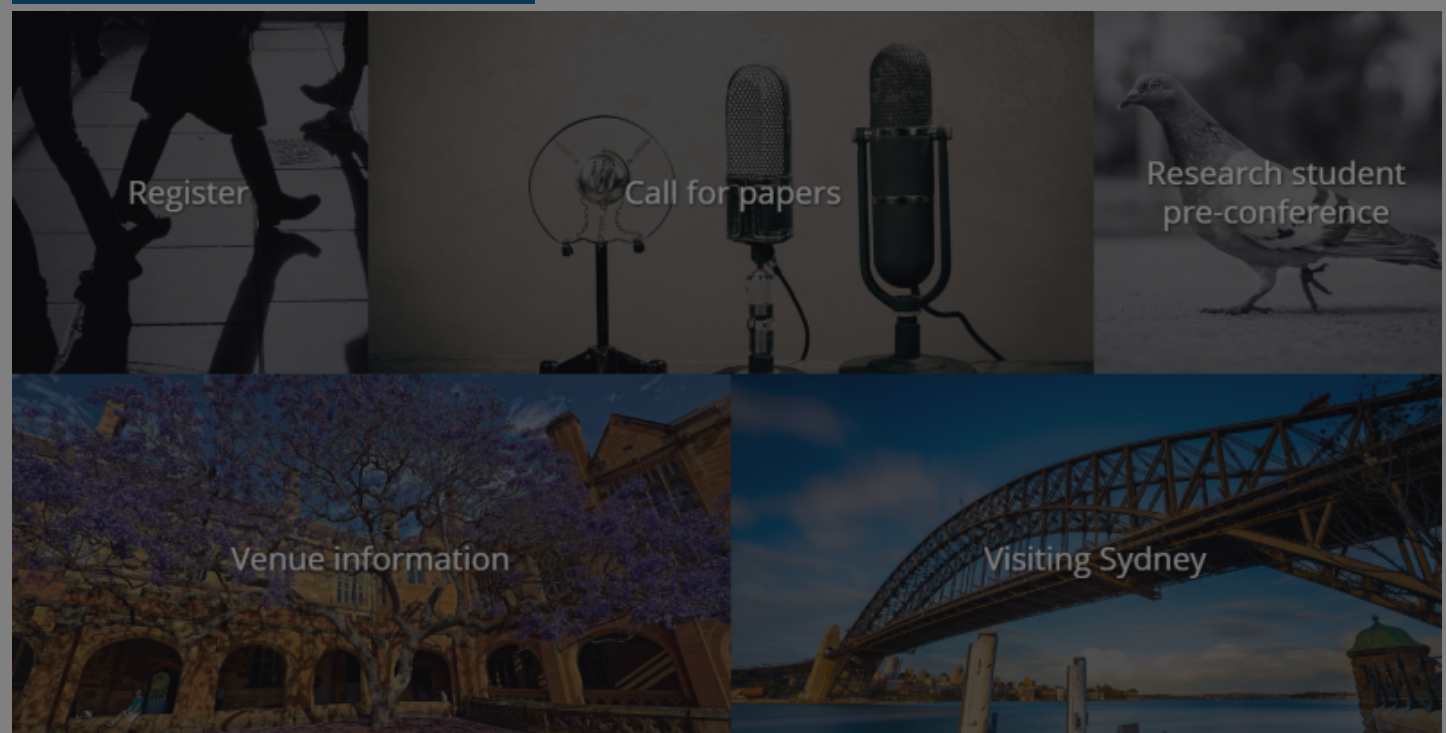 Register
Call for papers
Research student
pre-conference
Venue information
Visiting Sydney